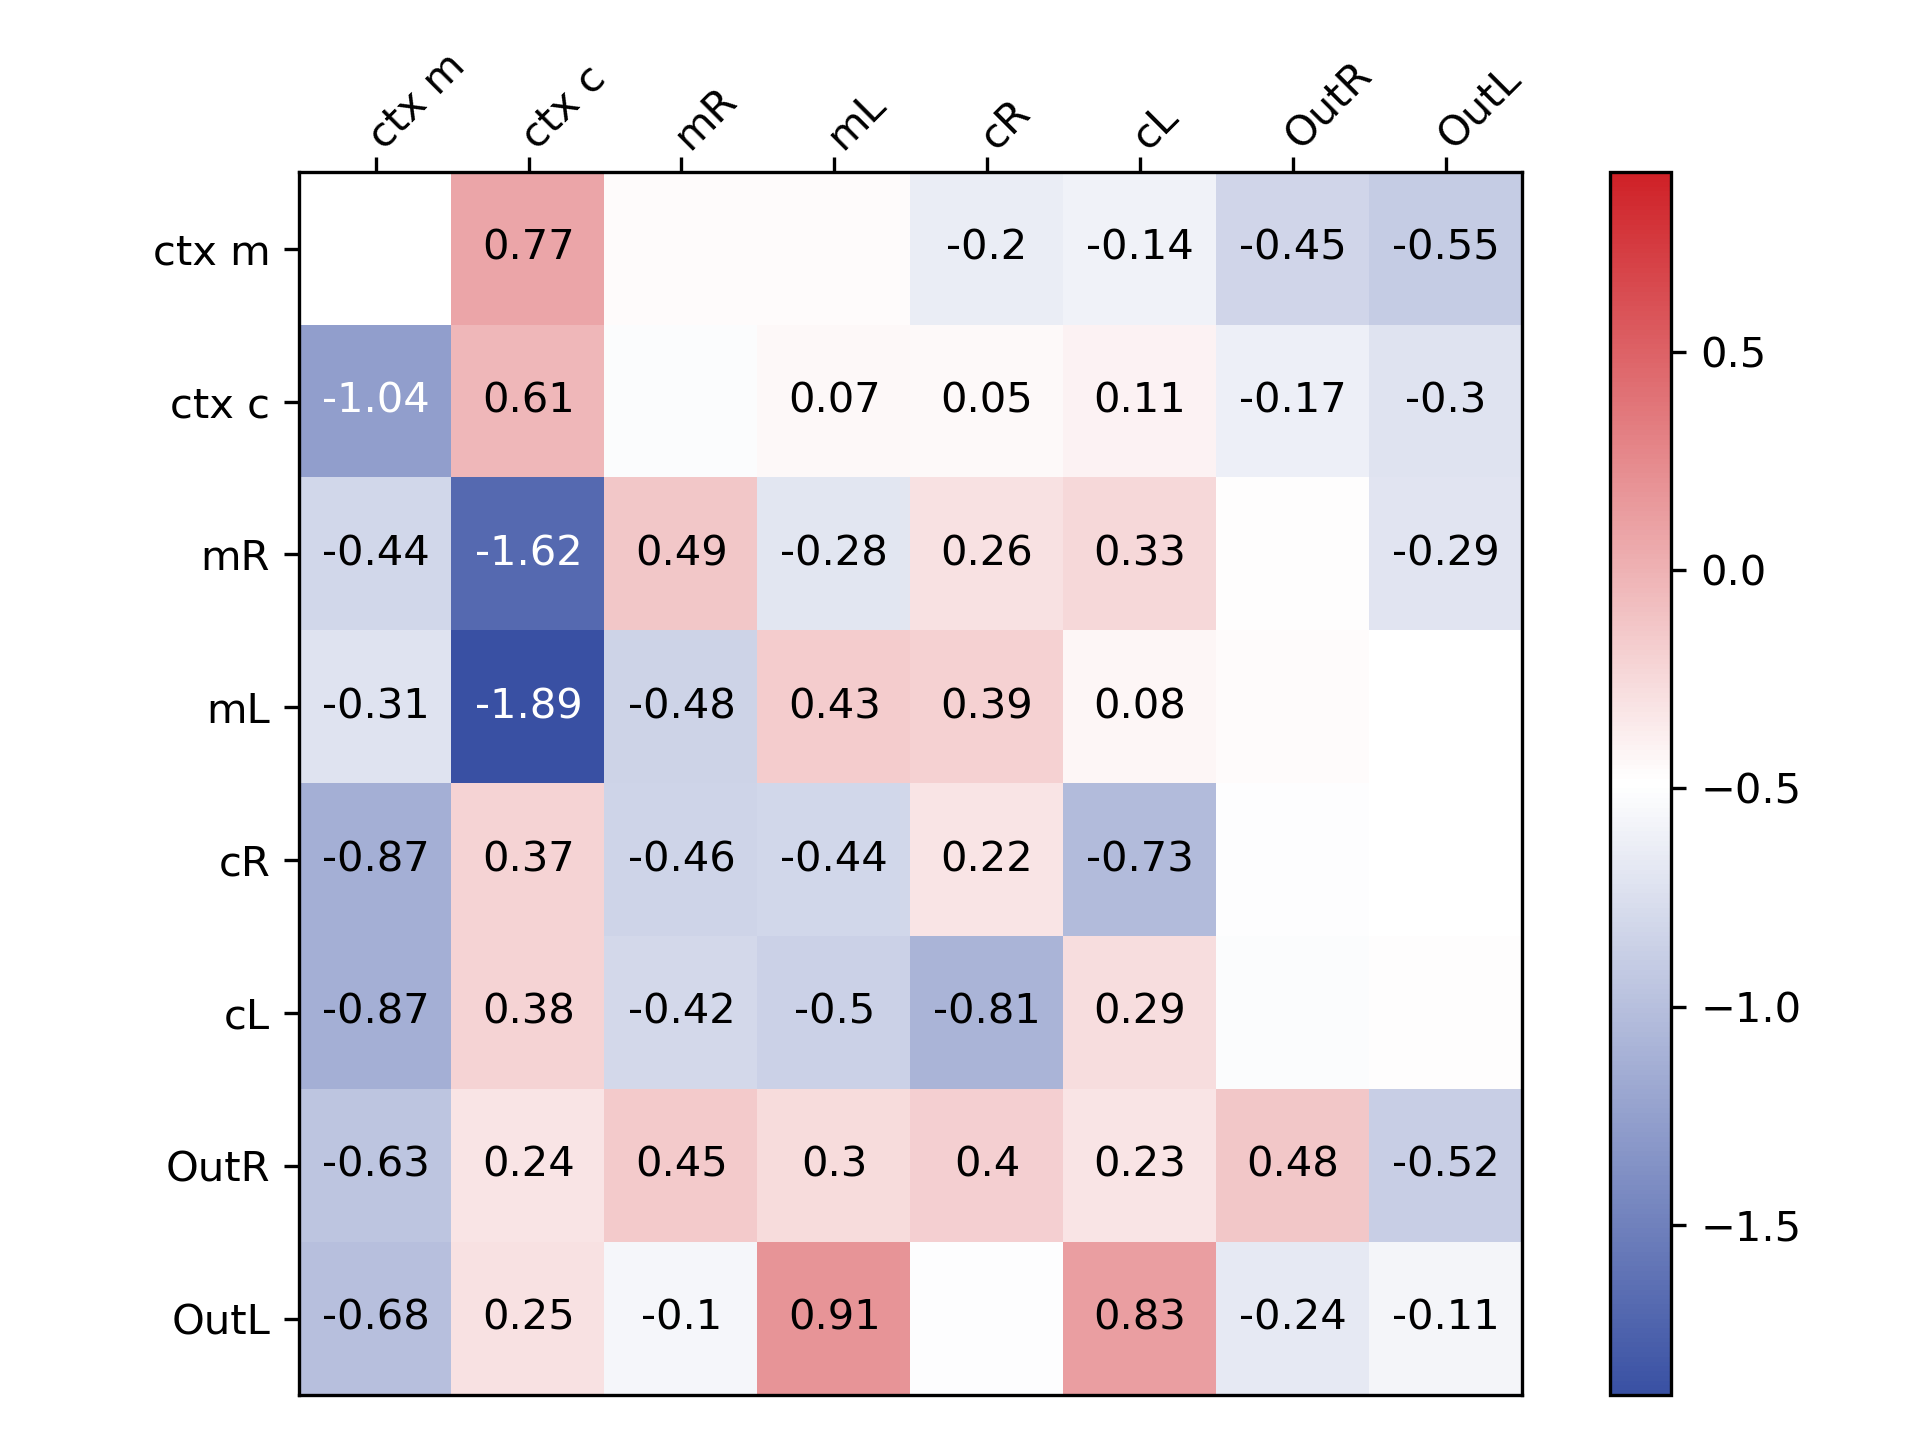 ctx m ctx c mR mL cR cL OutR OutL
ctx m 0.77 -0.2 -0.14 -0.45 -0.55
ctx c -1.04 0.61 0.07 0.05 0.11 -0.17 -0.3
mR -0.44 -1.62 0.49 -0.28 0.26 0.33 -0.29
mL -0.31 -1.89 -0.48 0.43 0.39 0.08
cR -0.87 0.37 -0.46 -0.44 0.22 -0.73
cL -0.87 0.38 -0.42 -0.5 -0.81 0.29
OutR -0.63 0.24 0.45 0.3 0.4 0.23 0.48 -0.52
OutL -0.68 0.25 -0.1 0.91 0.83 -0.24 -0.11
0.5
0.0
−0.5
−1.0
−1.5